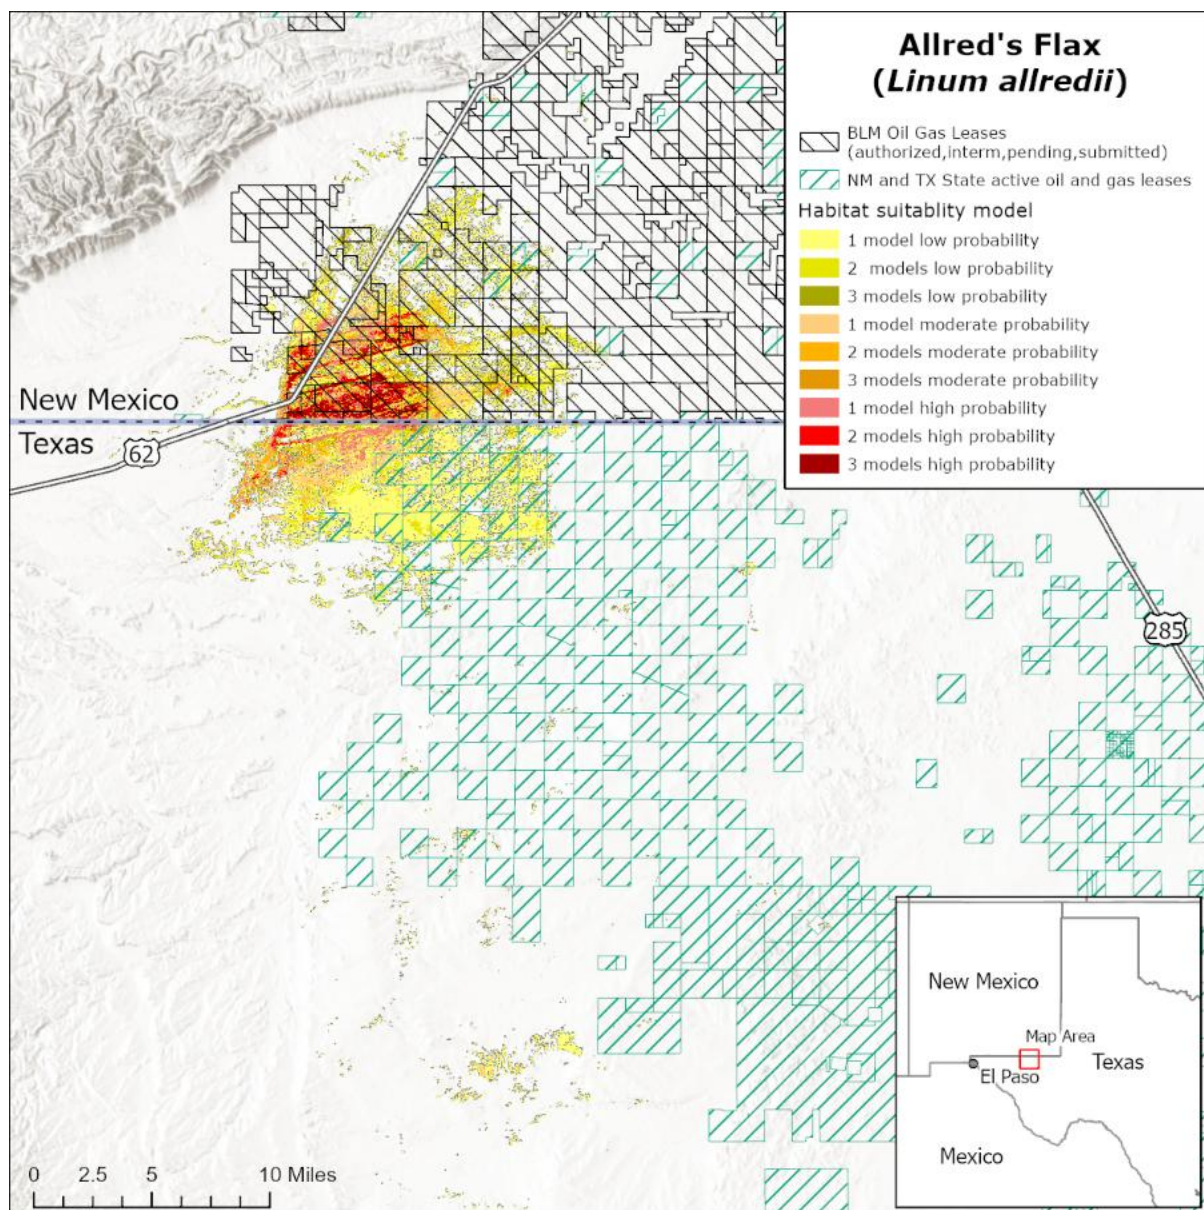 Allred's Flax
(Linum allredii)
BLM Oil Gas Leases
(authorized,interm,pending,submitted)
NM and TX State active oil and gas leases
Habitat suitablity model
1 model low probability
2 models low probability
3 models low probability
1 model moderate probability
2 models moderate probability
3 models moderate probability
1 model high probability
2 models high probability
3 models high probability
New Mexico
Texas
62
285
New Mexico
Map Area
Texas
El Paso
Mexico
0 2.5 5 10 Miles